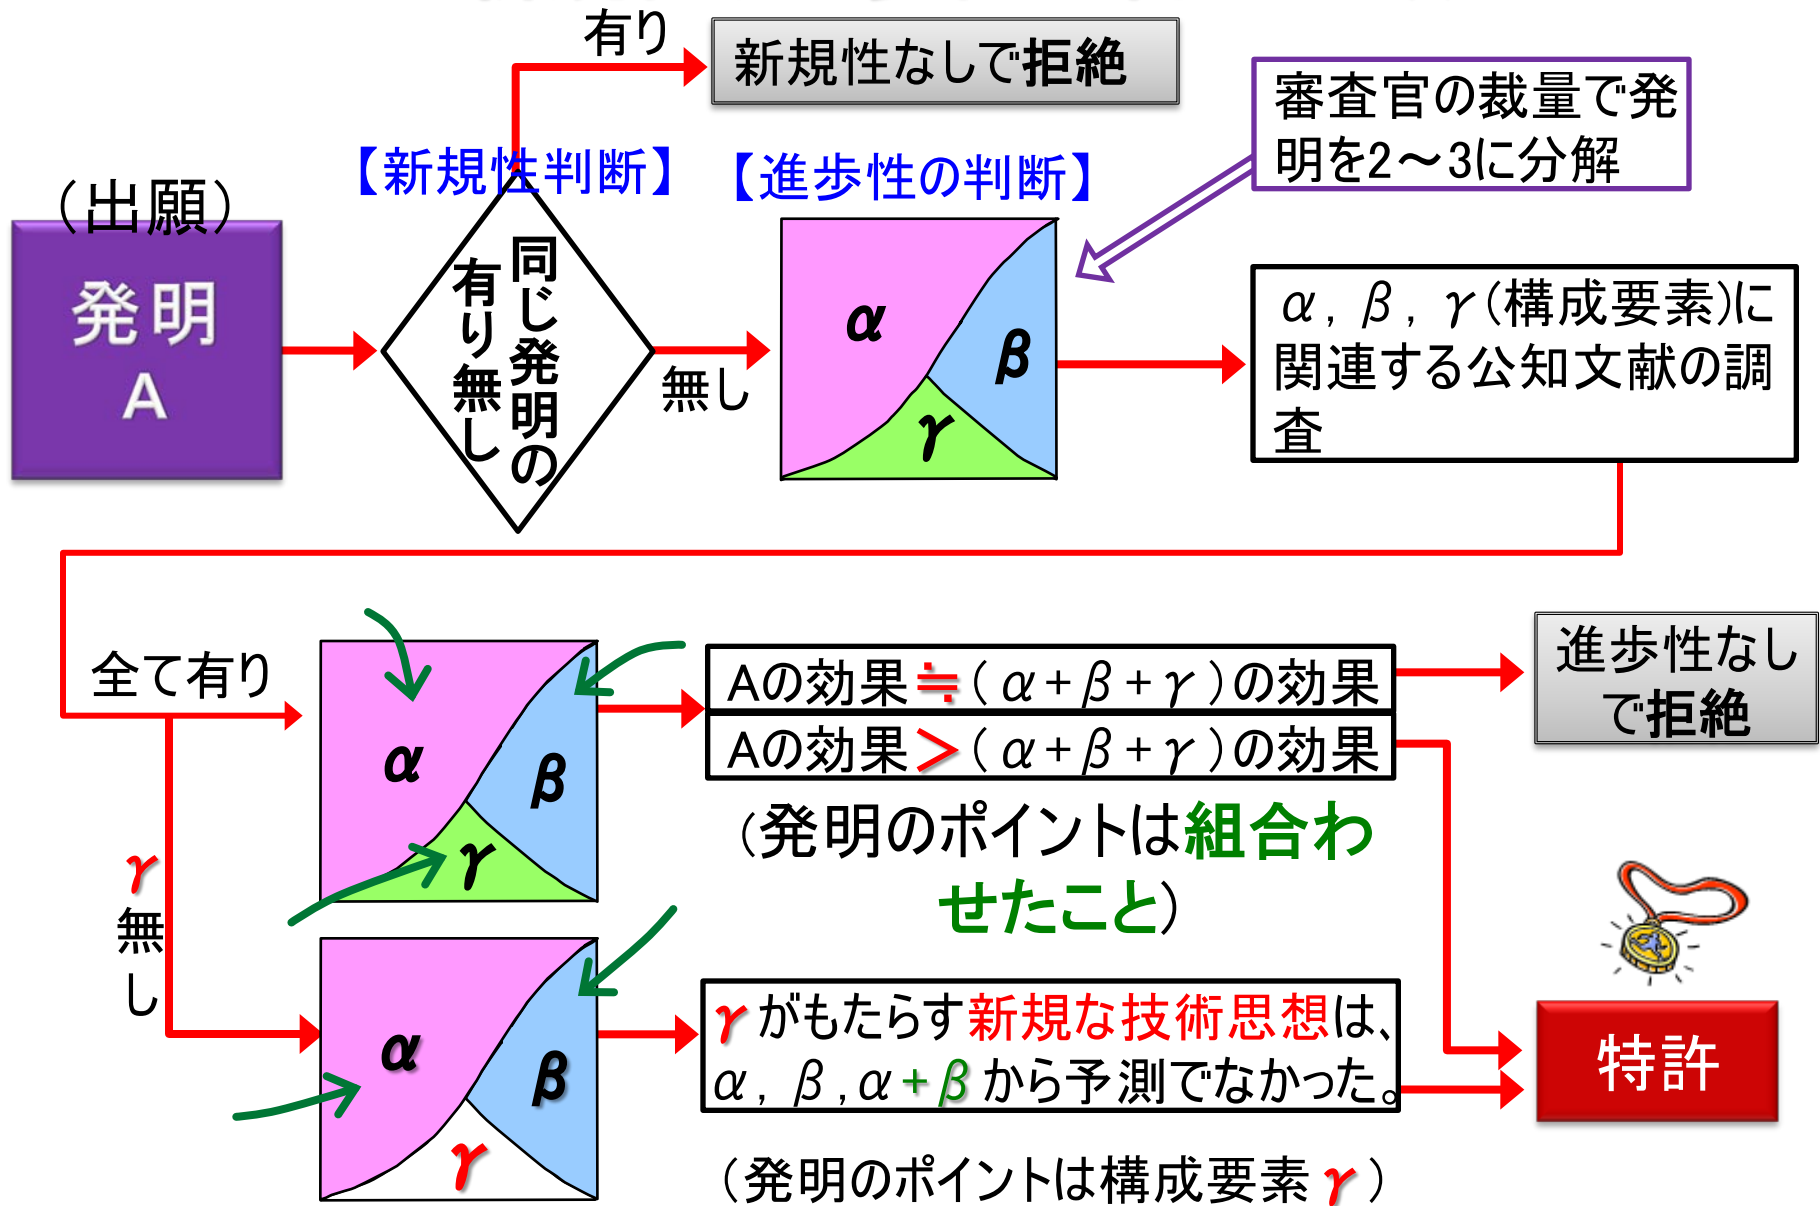 有り
新規性なしで拒絶
審査官の裁量で発
明を2～3に分解
【新規性判断】
【進歩性の判断】
（出願）
発明
A
同じ発明の
有り無し
無し
α
β
γ
α, β, γ(構成要素)に
関連する公知文献の調
査
全て有り
α
β
γ
Aの効果≒(α+β+γ)の効果
Aの効果＞(α+β+γ)の効果
進歩性なし
で拒絶
(発明のポイントは組合わ
せたこと)
γ
無
し
α
β
γ
γがもたらす新規な技術思想は、
α, β,α+βから予測でなかった。
特許
(発明のポイントは構成要素γ)